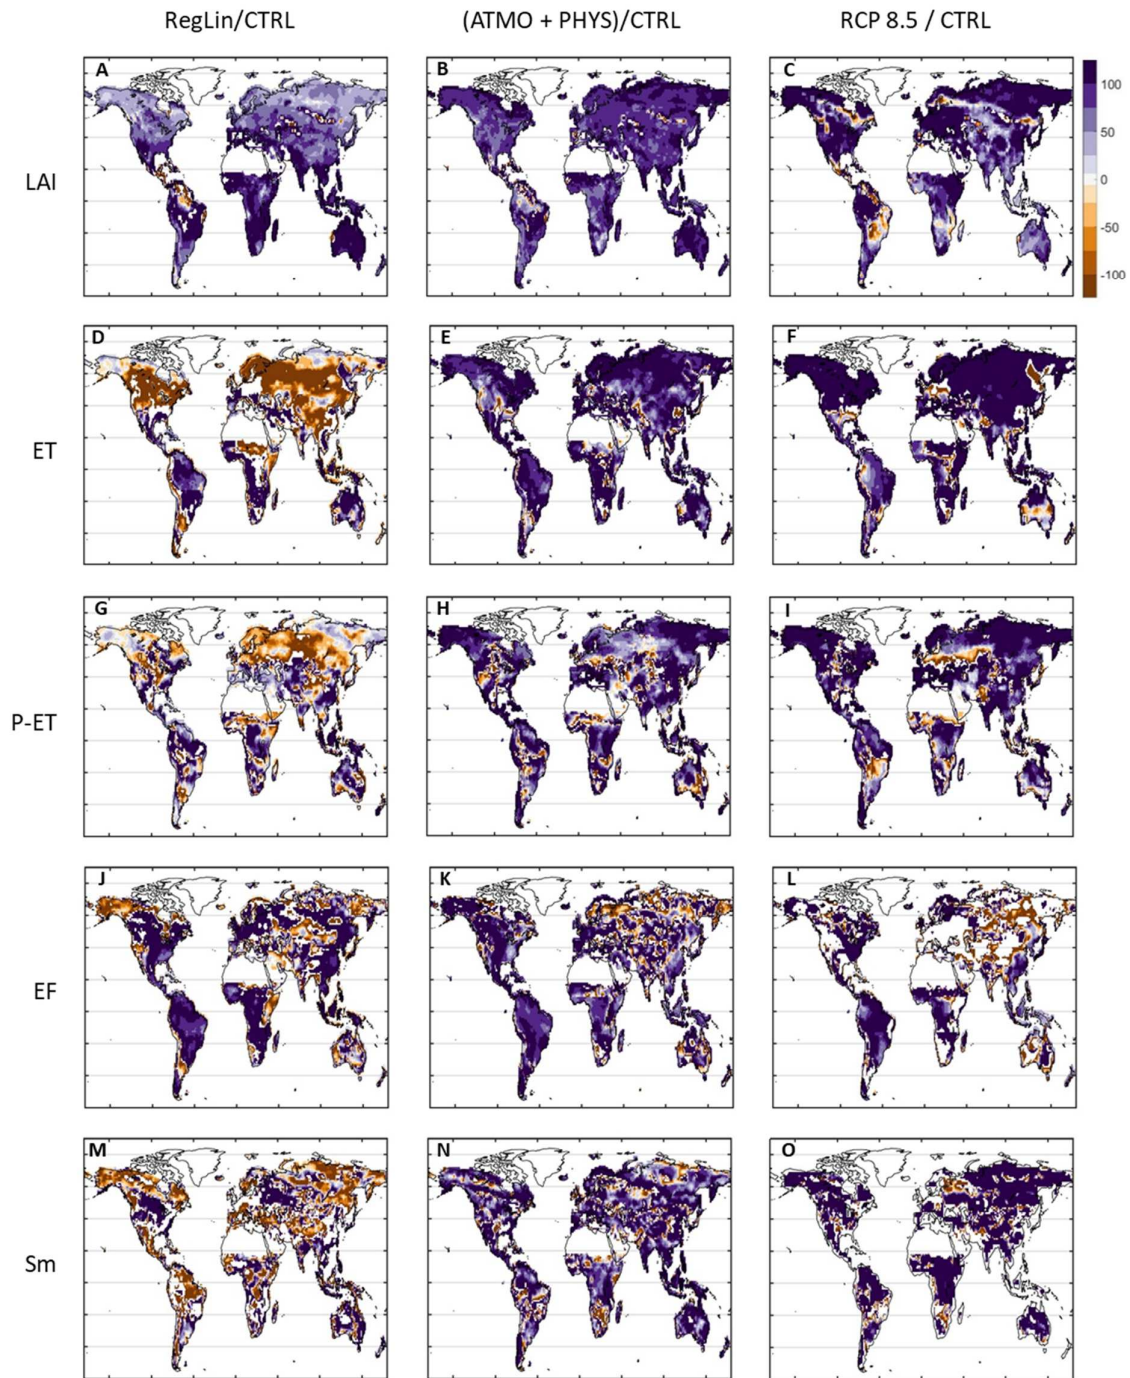 RegLin/CTRL (ATMO + PHYS)/CTRL RCP 8.5 / CTRL
LAI
A B C
100
50
0
-50
-100
ET
D E F
P-ET
G H I
EF
J K L
Sm
M N O